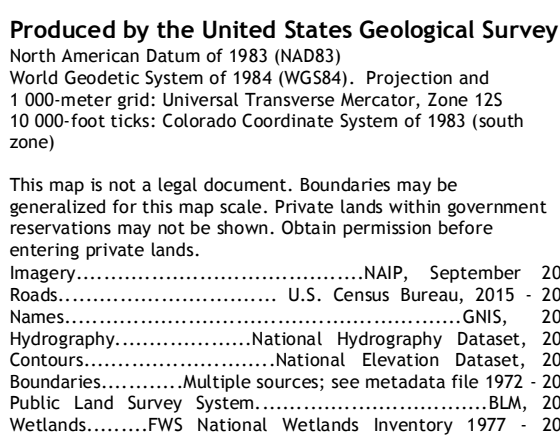 Produced by the United States Geological Survey
North American Datum of 1983 (NAD83)
World Geodetic System of 1984 (WGS84). Projection and
1 000-meter grid: Universal Transverse Mercator, Zone 12S
10 000-foot ticks: Colorado Coordinate System of 1983 (south
zone)
This map is not a legal document. Boundaries may be
generalized for this map scale. Private lands within government
reservations may not be shown. Obtain permission before
entering private lands.
Imagery.......................................NAIP, September 20
Roads............................. U.S. Census Bureau, 2015 - 20
Names......................................................GNIS, 20
Hydrography...................National Hydrography Dataset, 20
Contours..........................National Elevation Dataset, 20
Boundaries...........Multiple sources; see metadata file 1972 - 20
Public Land Survey System................................BLM, 20
Wetlands.........FWS National Wetlands Inventory 1977 - 20